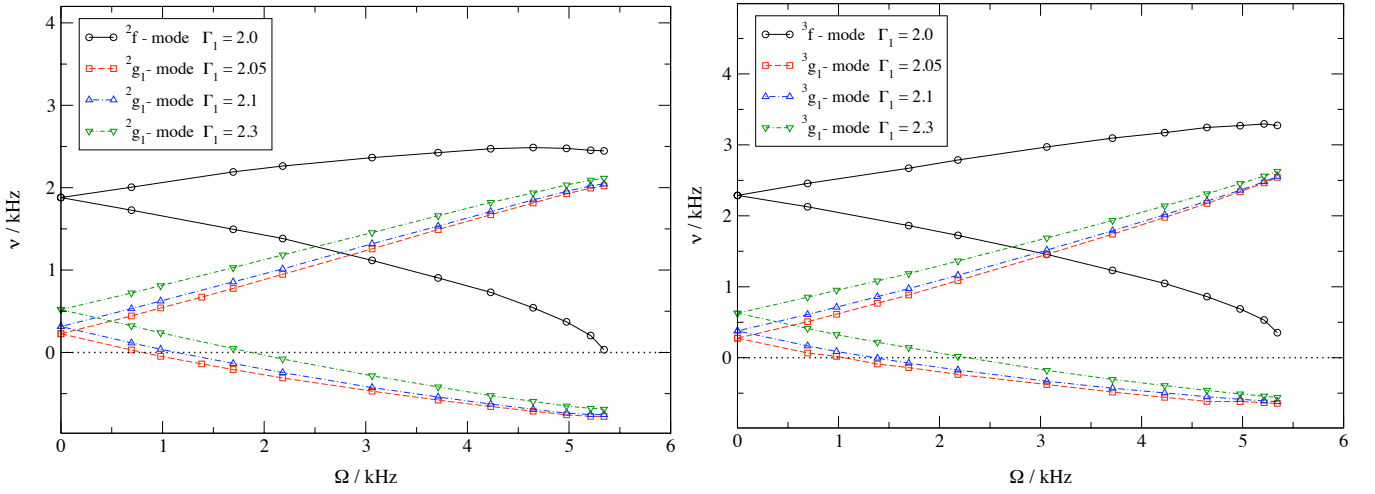 4
3
2
1
0
ν / kHz
²f - mode Γ₁ = 2.0
²g₁- mode Γ₁ = 2.05
²g₁- mode Γ₁ = 2.1
²g₁- mode Γ₁ = 2.3
0 1 2 3 4 5 6
Ω / kHz
4
3
2
1
0
ν / kHz
³f - mode Γ₁ = 2.0
³g₁- mode Γ₁ = 2.05
³g₁- mode Γ₁ = 2.1
³g₁- mode Γ₁ = 2.3
0 1 2 3 4 5 6
Ω / kHz